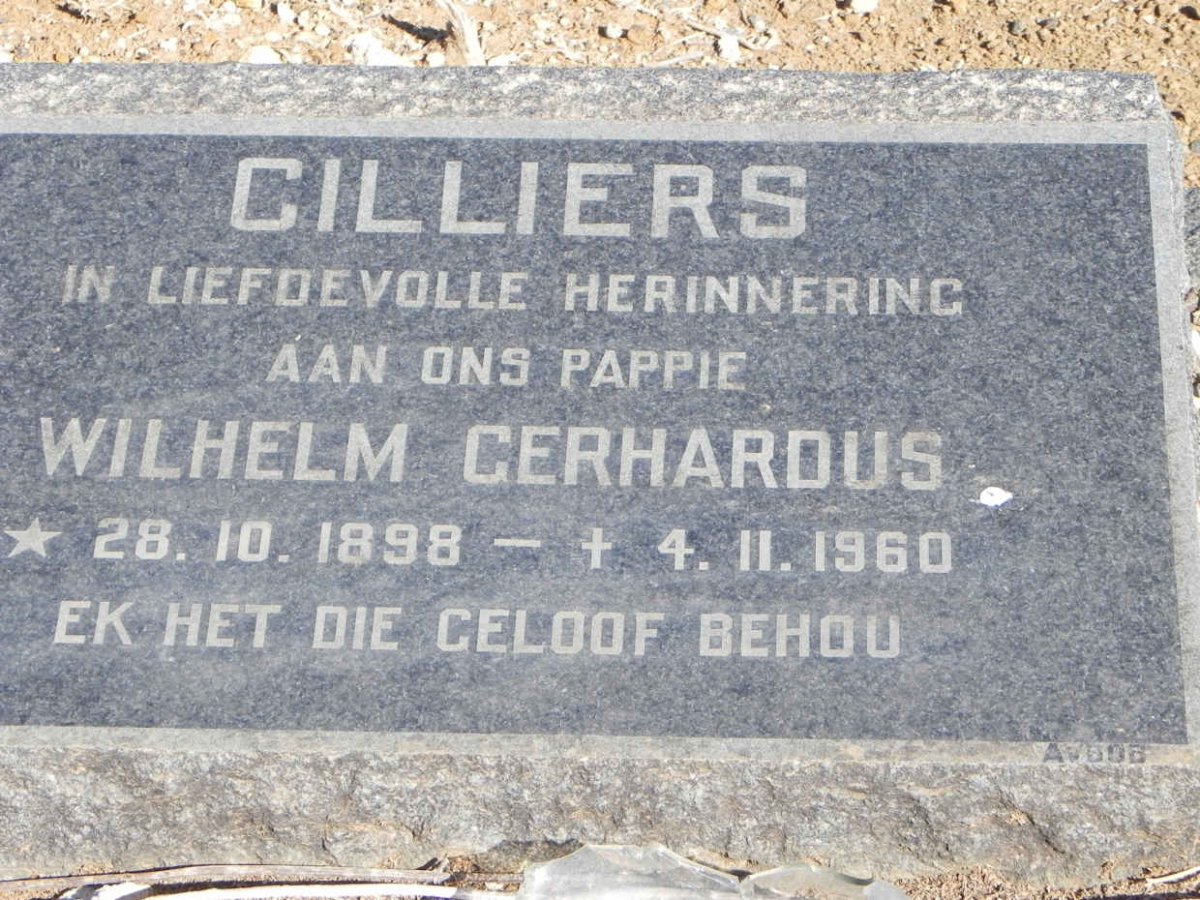 CILLIERS
IN LIEFDEVOLLE HERINNERING
AAN ONS PAPPIE
WILHELM GERHARDUS
★ 28.10.1898 — † 4.11.1960
EK HET DIE GELOOF BEHOU